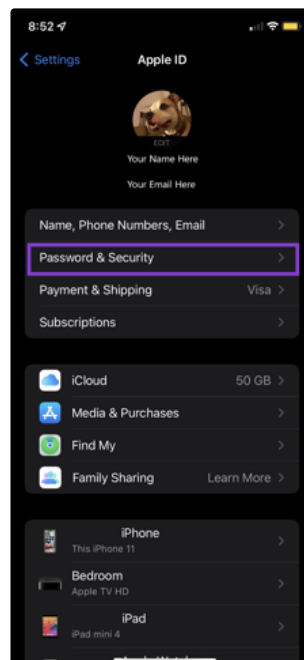 8:52
Settings
Apple ID
EDIT
Your Name Here
Your Email Here
Name, Phone Numbers, Email
Password & Security
Payment & Shipping Visa
Subscriptions
iCloud 50 GB
Media & Purchases
Find My
Family Sharing Learn More
iPhone
This iPhone 11
Bedroom
Apple TV HD
iPad
iPad mini 4